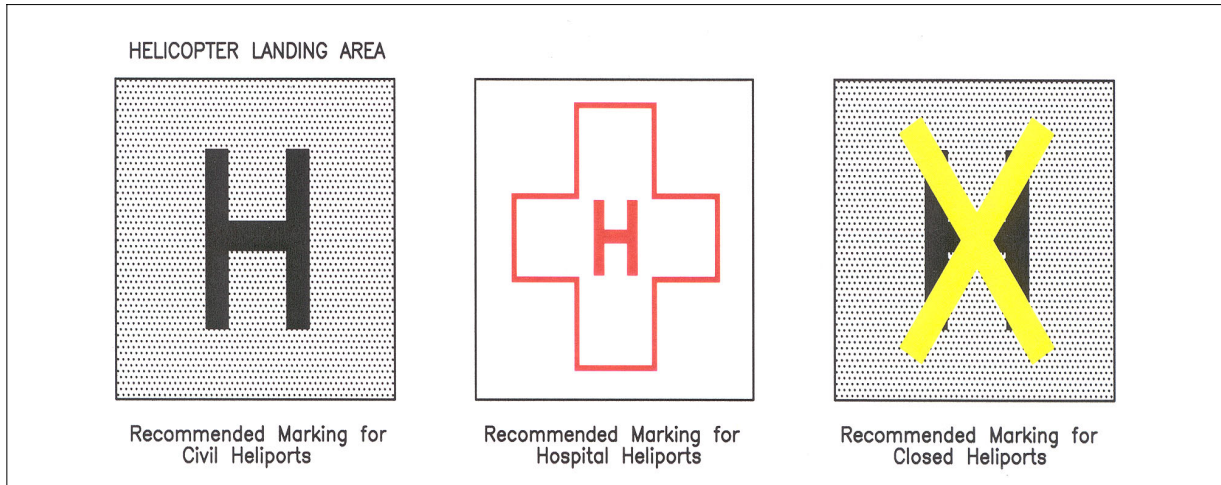 HELICOPTER LANDING AREA
H
H
H
X
Recommended Marking for
Civil Heliports
Recommended Marking for
Hospital Heliports
Recommended Marking for
Closed Heliports